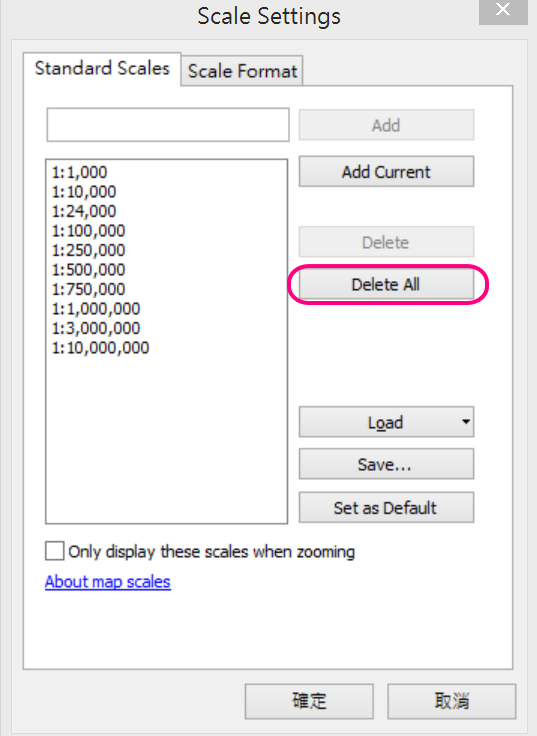 Scale Settings
Standard Scales
Scale Format
Add
1:1,000
1:10,000
1:24,000
1:100,000
1:250,000
1:500,000
1:750,000
1:1,000,000
1:3,000,000
1:10,000,000
Add Current
Delete
Delete All
Load
Save...
Set as Default
Only display these scales when zooming
About map scales
確定
取消